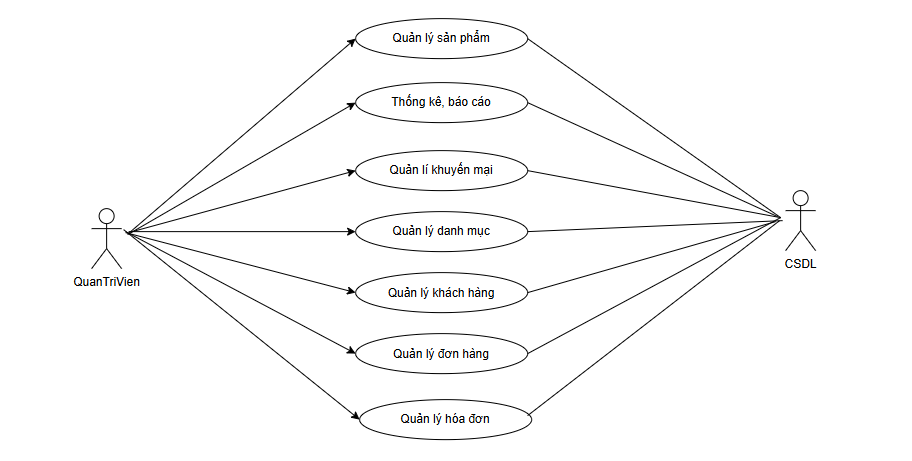 Quản lý sản phẩm
Thống kê, báo cáo
Quản lí khuyến mại
Quản lý danh mục
QuanTriVien
CSDL
Quản lý khách hàng
Quản lý đơn hàng
Quản lý hóa đơn